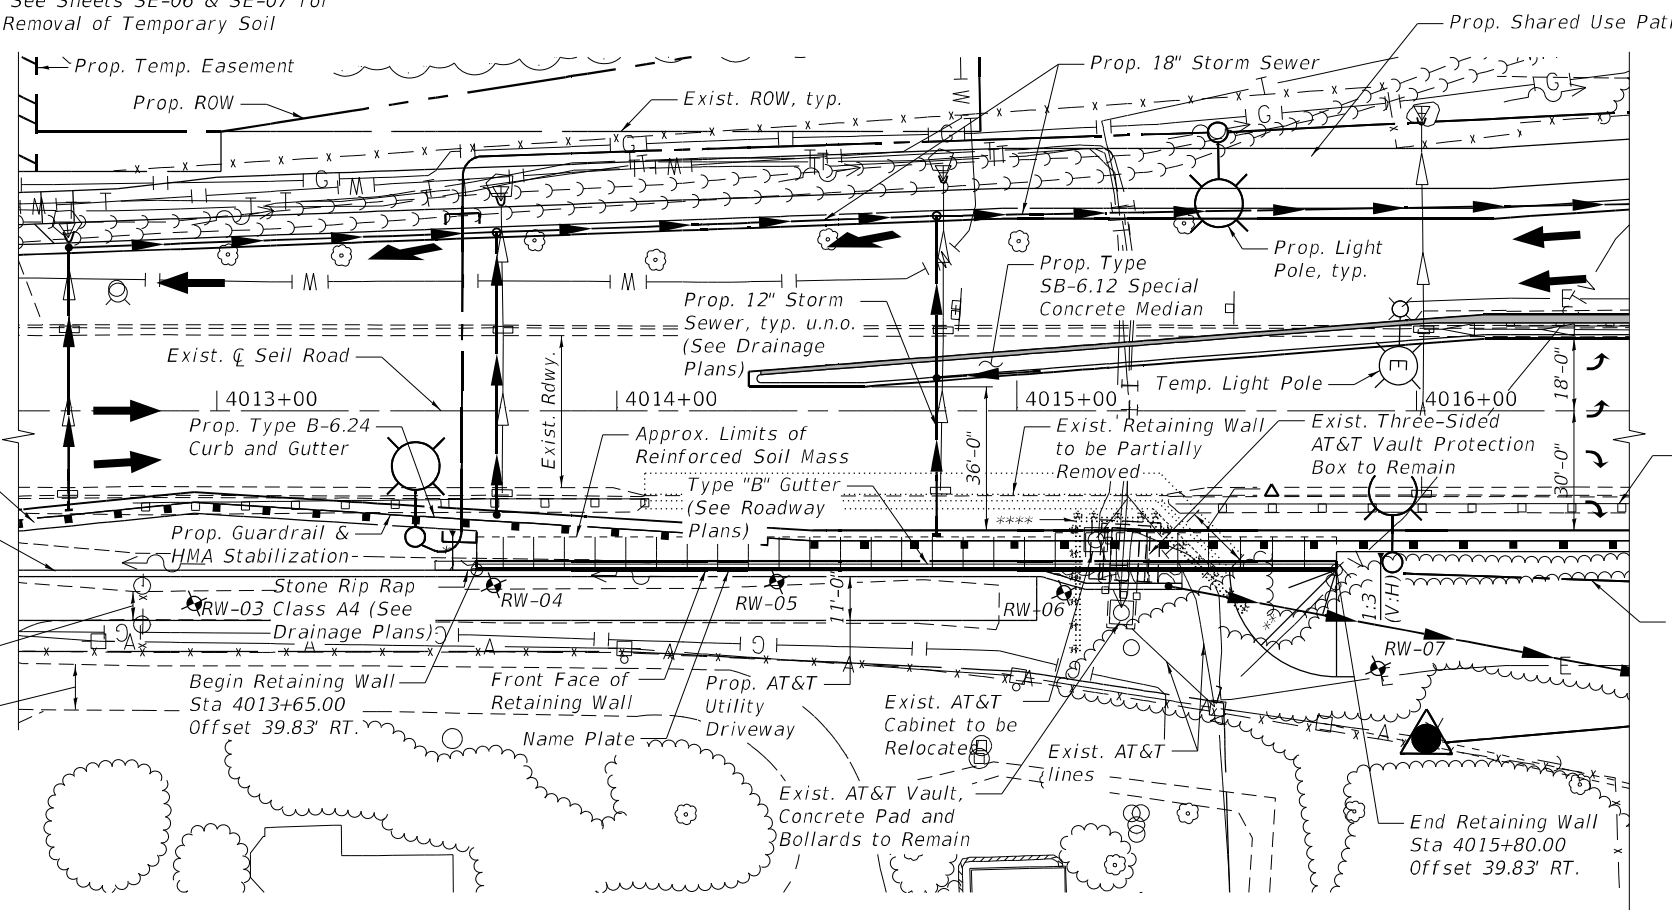 See Sheets SE-06 & SE-07 for
Removal of Temporary Soil
Prop. Shared Use Path
Prop. Temp. Easement
Prop. 18" Storm Sewer
Prop. ROW
Exist. ROW, typ.
Prop. Light
Pole, typ.
Prop. Type
SB-6.12 Special
Concrete Median
Prop. 12" Storm
Sewer, typ. u.n.o.
(See Drainage
Plans)
Exist. ℄ Seil Road
Exist. Rdwy.
Temp. Light Pole
E
18'-0"
4013+00
4014+00
4015+00
4016+00
Prop. Type B-6.24
Curb and Gutter
Approx. Limits of
Reinforced Soil Mass
36'-0"
Exist. Retaining Wall
to be Partially
Removed
Exist. Three-Sided
AT&T Vault Protection
Box to Remain
30'-0"
Type "B" Gutter
(See Roadway
Plans)
****
Prop. Guardrail &
HMA Stabilization
Stone Rip Rap
Class A4 (See
Drainage Plans)
RW-03
RW-04
RW-05
11'-0"
RW-06
1:3
(V:H)
RW-07
Begin Retaining Wall
Sta 4013+65.00
Offset 39.83' RT.
Front Face of
Retaining Wall
Name Plate
Prop. AT&T
Utility
Driveway
Exist. AT&T
Cabinet to be
Relocated
Exist. AT&T
lines
Exist. AT&T Vault,
Concrete Pad and
Bollards to Remain
End Retaining Wall
Sta 4015+80.00
Offset 39.83' RT.